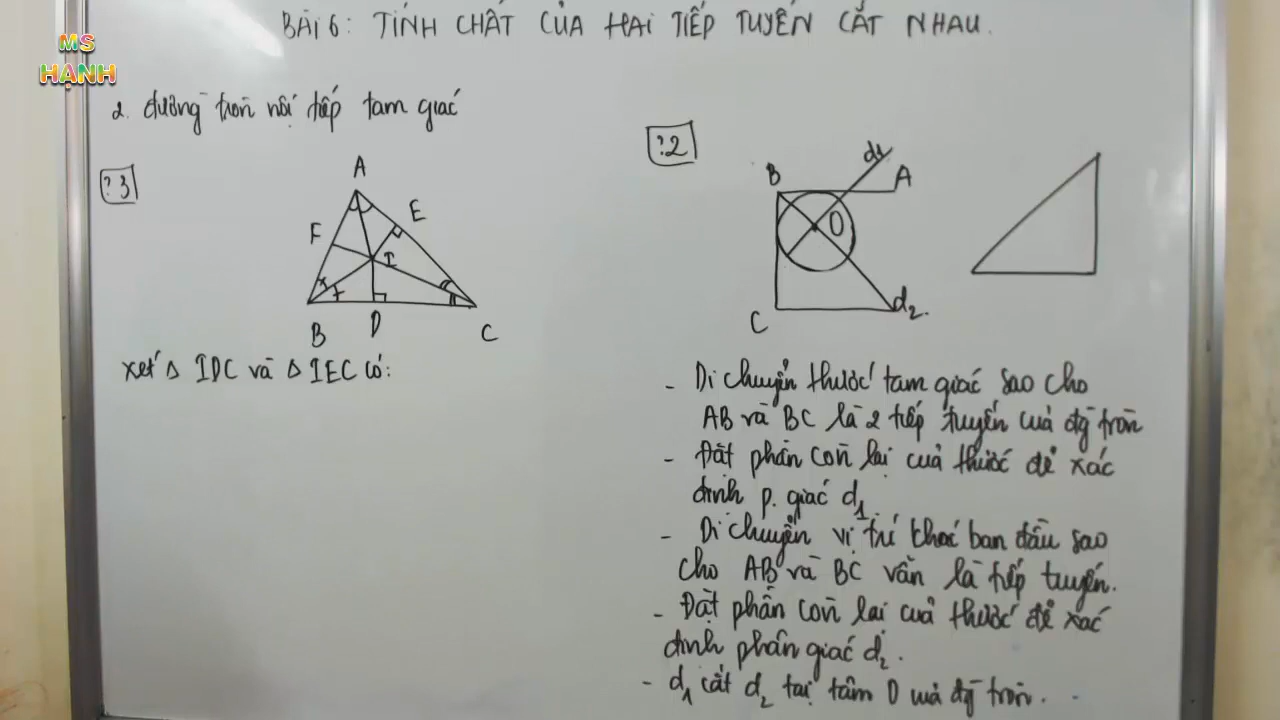 MS
HẠNH
BÀI 6: TÍNH CHẤT CỦA HAI TIẾP TUYẾN CẮT NHAU.
2. đường tròn nội tiếp tam giác
?3
A
E
F
I
B
D
C
xét Δ IDC và Δ IEC có:
?2
B
d1
A
O
C
d2.
- Di chuyển thước tam giác sao cho
AB và BC là 2 tiếp tuyến của đg tròn
- Đặt phần còn lại của thước để xác
định p. giác d1
- Di chuyển vị trí khác ban đầu sao
cho AB và BC vẫn là tiếp tuyến.
- Đặt phần còn lại của thước để xác
định phân giác d2.
- d1 cắt d2 tại tâm O của đg tròn.